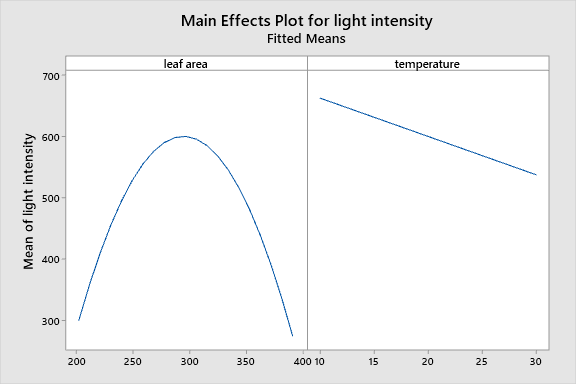 Main Effects Plot for light intensity
Fitted Means
leaf area temperature
700
600
500
400
300
Mean of light intensity
200 250 300 350 400 10 15 20 25 30